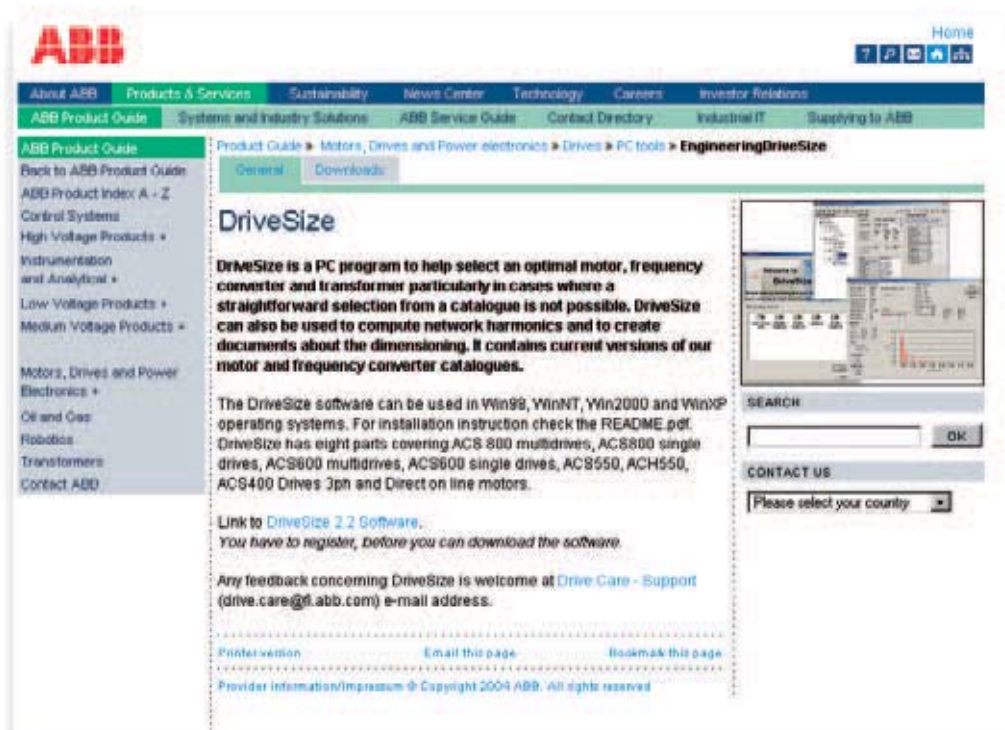 ABB
Home
About ABB Products & Services Sustainability News Center Technology Careers Investor Relations
ABB Product Guide Systems and Industry Solutions ABB Service Guide Contact Directory Industrial IT Supplying to ABB
ABB Product Guide
Back to ABB Product Guide
ABB Product Index A - Z
Control Systems
High Voltage Products +
Instrumentation
and Analytical +
Low Voltage Products +
Medium Voltage Products +
Motors, Drives and Power
Electronics +
Oil and Gas
Robotics
Transformers
Contact ABB
Product Guide Motors, Drives and Power electronics Drives PC tools EngineeringDriveSize
General Downloads
DriveSize
DriveSize is a PC program to help select an optimal motor, frequency
converter and transformer particularly in cases where a
straightforward selection from a catalogue is not possible. DriveSize
can also be used to compute network harmonics and to create
documents about the dimensioning. It contains current versions of our
motor and frequency converter catalogues.
The DriveSize software can be used in Win98, WinNT, Win2000 and WinXP
operating systems. For installation instruction check the README.pdf.
DriveSize has eight parts covering ACS 800 multidrives, ACS800 single
drives, ACS600 multidrives, ACS600 single drives, ACS550, ACH550,
ACS400 Drives 3ph and Direct on line motors.
Link to DriveSize 2.2 Software.
You have to register, before you can download the software.
Any feedback concerning DriveSize is welcome at Drive Care - Support
(drive.care@fi.abb.com) e-mail address.
Printer version Email this page Bookmark this page
Provider information/Impressum © Copyright 2004 ABB. All rights reserved
Welcome to
DriveSize
SEARCH
OK
CONTACT US
Please select your country